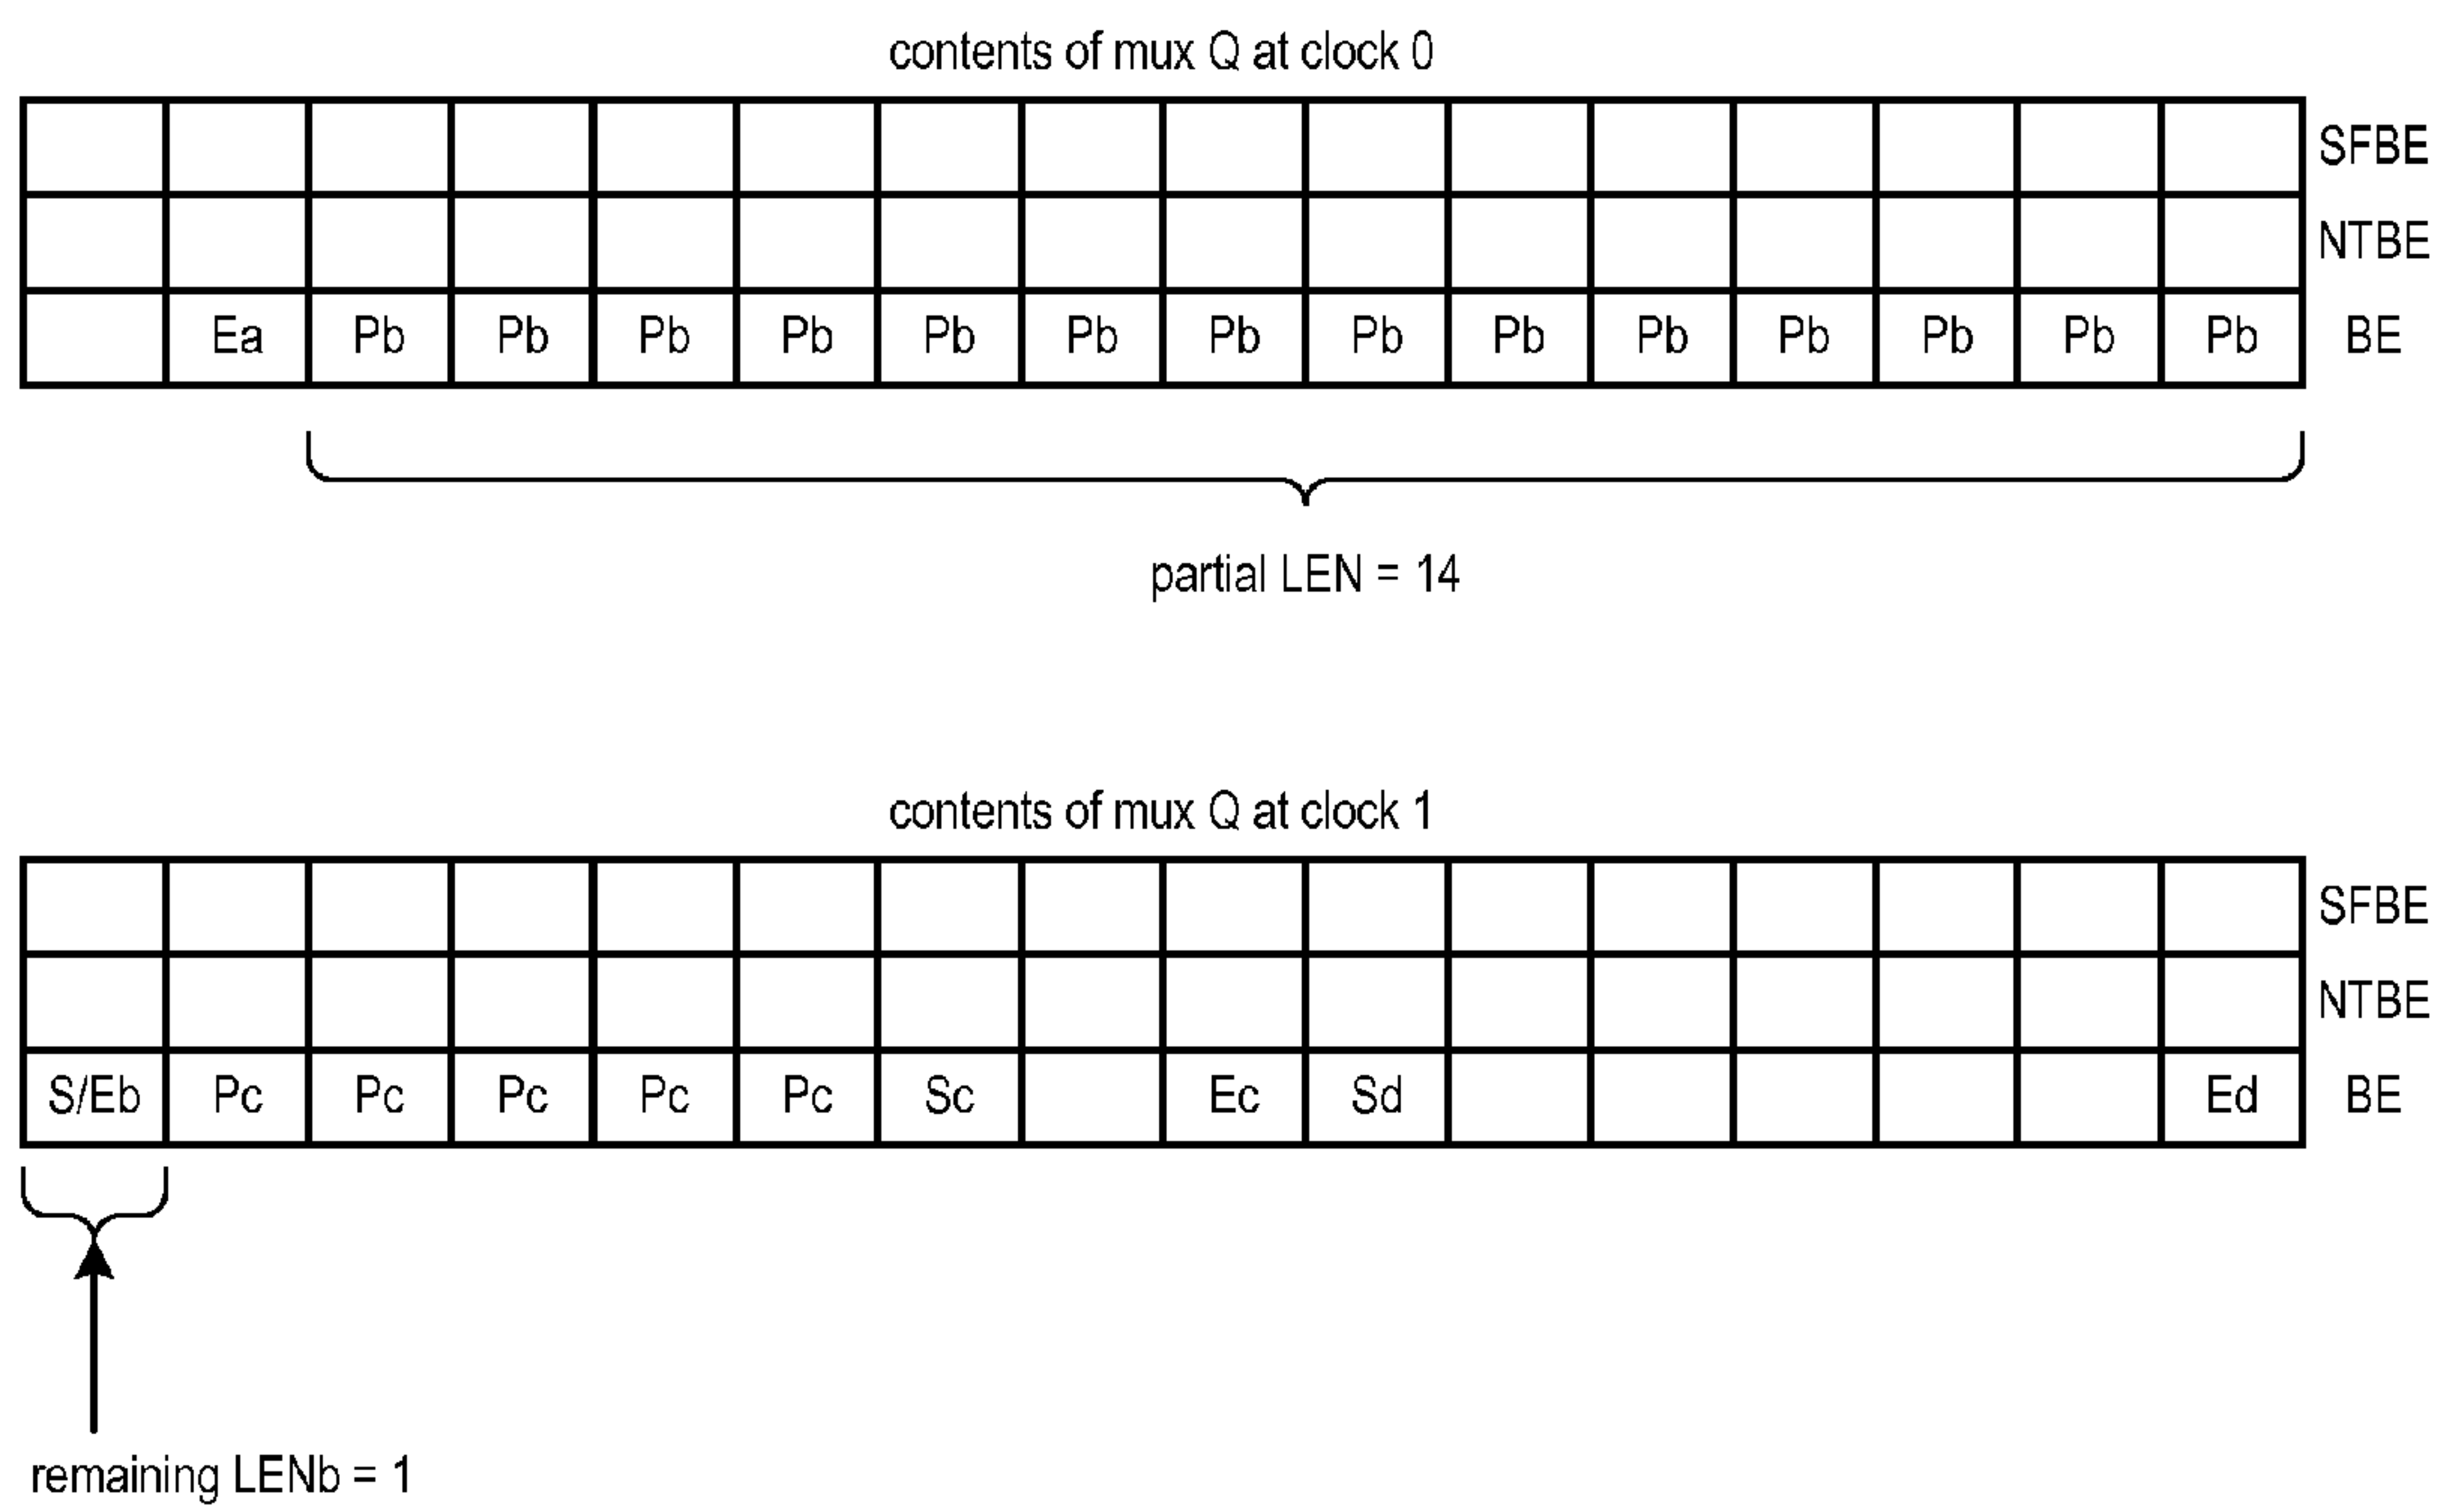 contents of mux Q at clock 0
SFBE
NTBE
Ea Pb Pb Pb Pb Pb Pb Pb Pb Pb Pb Pb Pb Pb Pb BE
partial LEN = 14
contents of mux Q at clock 1
SFBE
NTBE
S/Eb Pc Pc Pc Pc Pc Sc Ec Sd Ed BE
remaining LENb = 1